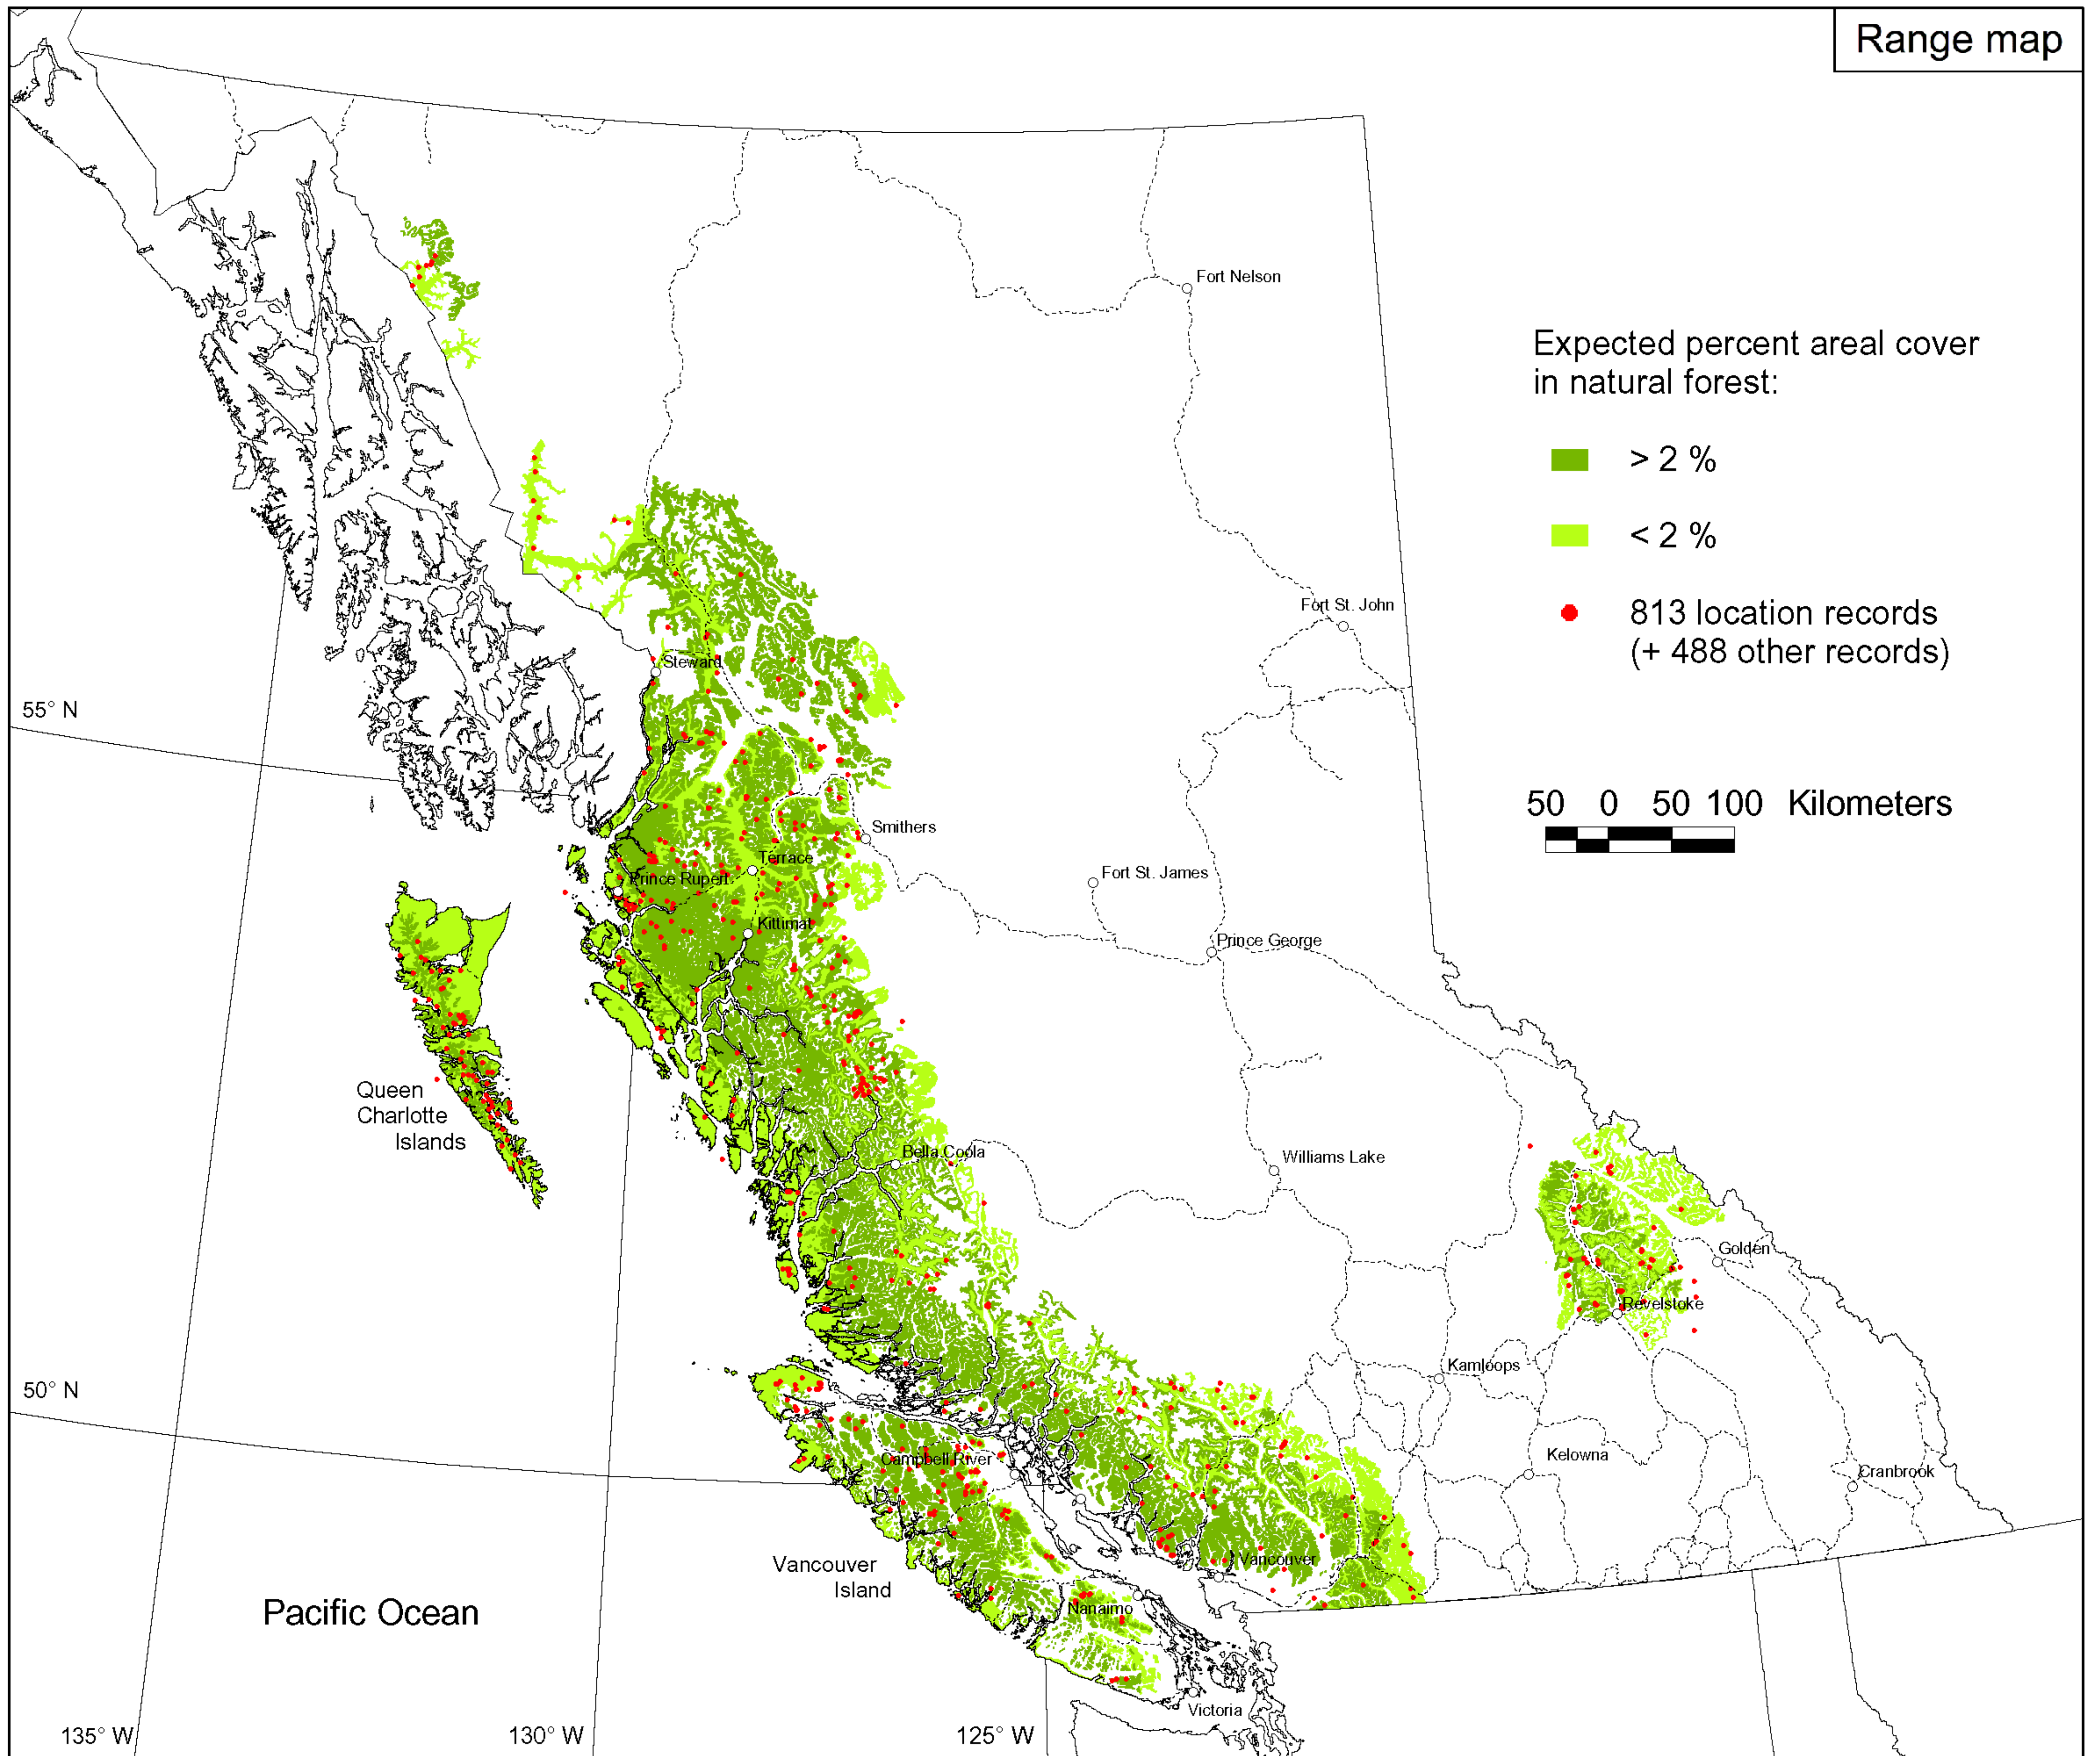 Range map
Fort Nelson
Expected percent areal cover
in natural forest:
> 2 %
< 2 %
813 location records
(+ 488 other records)
Fort St. John
Steward
55° N
50 0 50 100 Kilometers
Smithers
Terrace
Fort St. James
Prince Rupert
Kittimat
Prince George
Queen
Charlotte
Islands
Bella Coola
Williams Lake
Golden
Revelstoke
Kamloops
50° N
Kelowna
Campbell River
Cranbrook
Vancouver
Vancouver
Island
Nanaimo
Pacific Ocean
Victoria
135° W
130° W
125° W